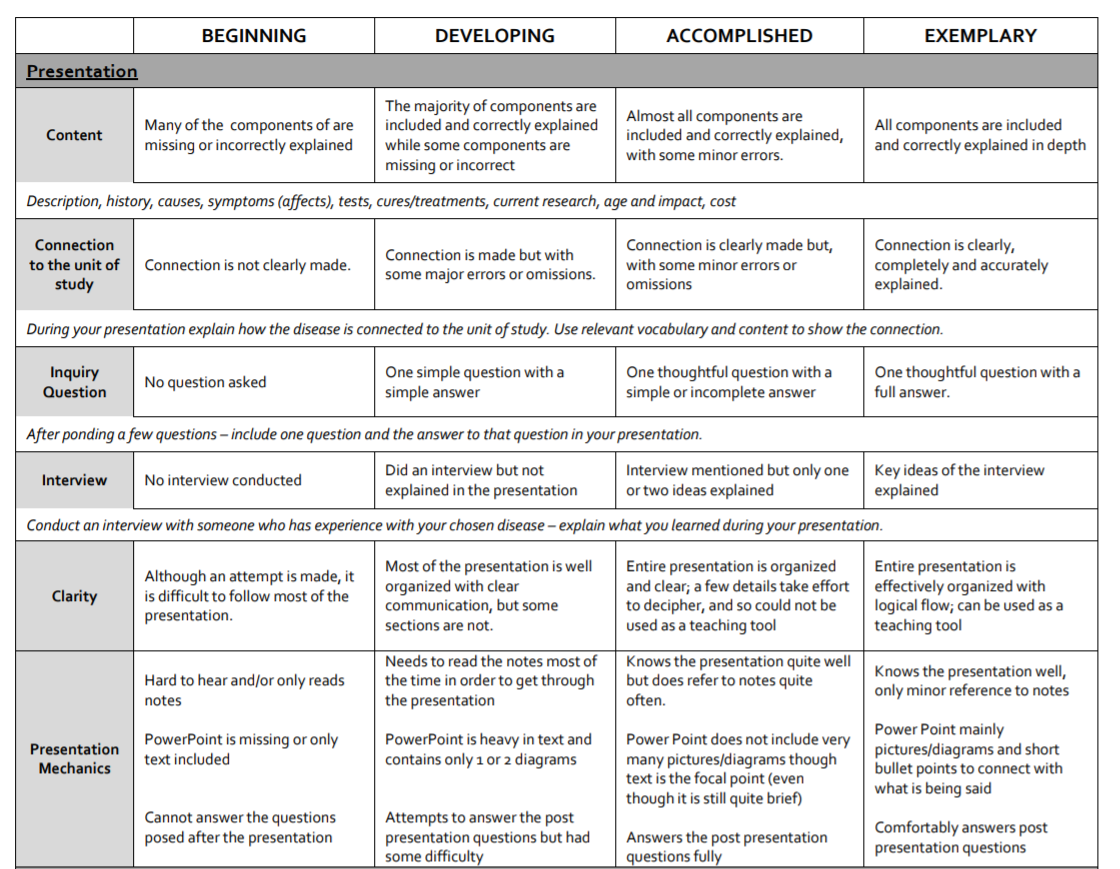 BEGINNING DEVELOPING ACCOMPLISHED EXEMPLARY
Presentation
Content
Many of the components of are
missing or incorrectly explained
The majority of components are
included and correctly explained
while some components are
missing or incorrect
Almost all components are
included and correctly explained,
with some minor errors.
All components are included
and correctly explained in depth
Description, history, causes, symptoms (affects), tests, cures/treatments, current research, age and impact, cost
Connection
to the unit of
study
Connection is not clearly made.
Connection is made but with
some major errors or omissions.
Connection is clearly made but,
with some minor errors or
omissions
Connection is clearly,
completely and accurately
explained.
During your presentation explain how the disease is connected to the unit of study. Use relevant vocabulary and content to show the connection.
Inquiry
Question
No question asked
One simple question with a
simple answer
One thoughtful question with a
simple or incomplete answer
One thoughtful question with a
full answer.
After ponding a few questions – include one question and the answer to that question in your presentation.
Interview
No interview conducted
Did an interview but not
explained in the presentation
Interview mentioned but only one
or two ideas explained
Key ideas of the interview
explained
Conduct an interview with someone who has experience with your chosen disease – explain what you learned during your presentation.
Clarity
Although an attempt is made, it
is difficult to follow most of the
presentation.
Most of the presentation is well
organized with clear
communication, but some
sections are not.
Entire presentation is organized
and clear; a few details take effort
to decipher, and so could not be
used as a teaching tool
Entire presentation is
effectively organized with
logical flow; can be used as a
teaching tool
Presentation
Mechanics
Hard to hear and/or only reads
notes
PowerPoint is missing or only
text included
Cannot answer the questions
posed after the presentation
Needs to read the notes most of
the time in order to get through
the presentation
PowerPoint is heavy in text and
contains only 1 or 2 diagrams
Attempts to answer the post
presentation questions but had
some difficulty
Knows the presentation quite well
but does refer to notes quite
often.
Power Point does not include very
many pictures/diagrams though
text is the focal point (even
though it is still quite brief)
Answers the post presentation
questions fully
Knows the presentation well,
only minor reference to notes
Power Point mainly
pictures/diagrams and short
bullet points to connect with
what is being said
Comfortably answers post
presentation questions